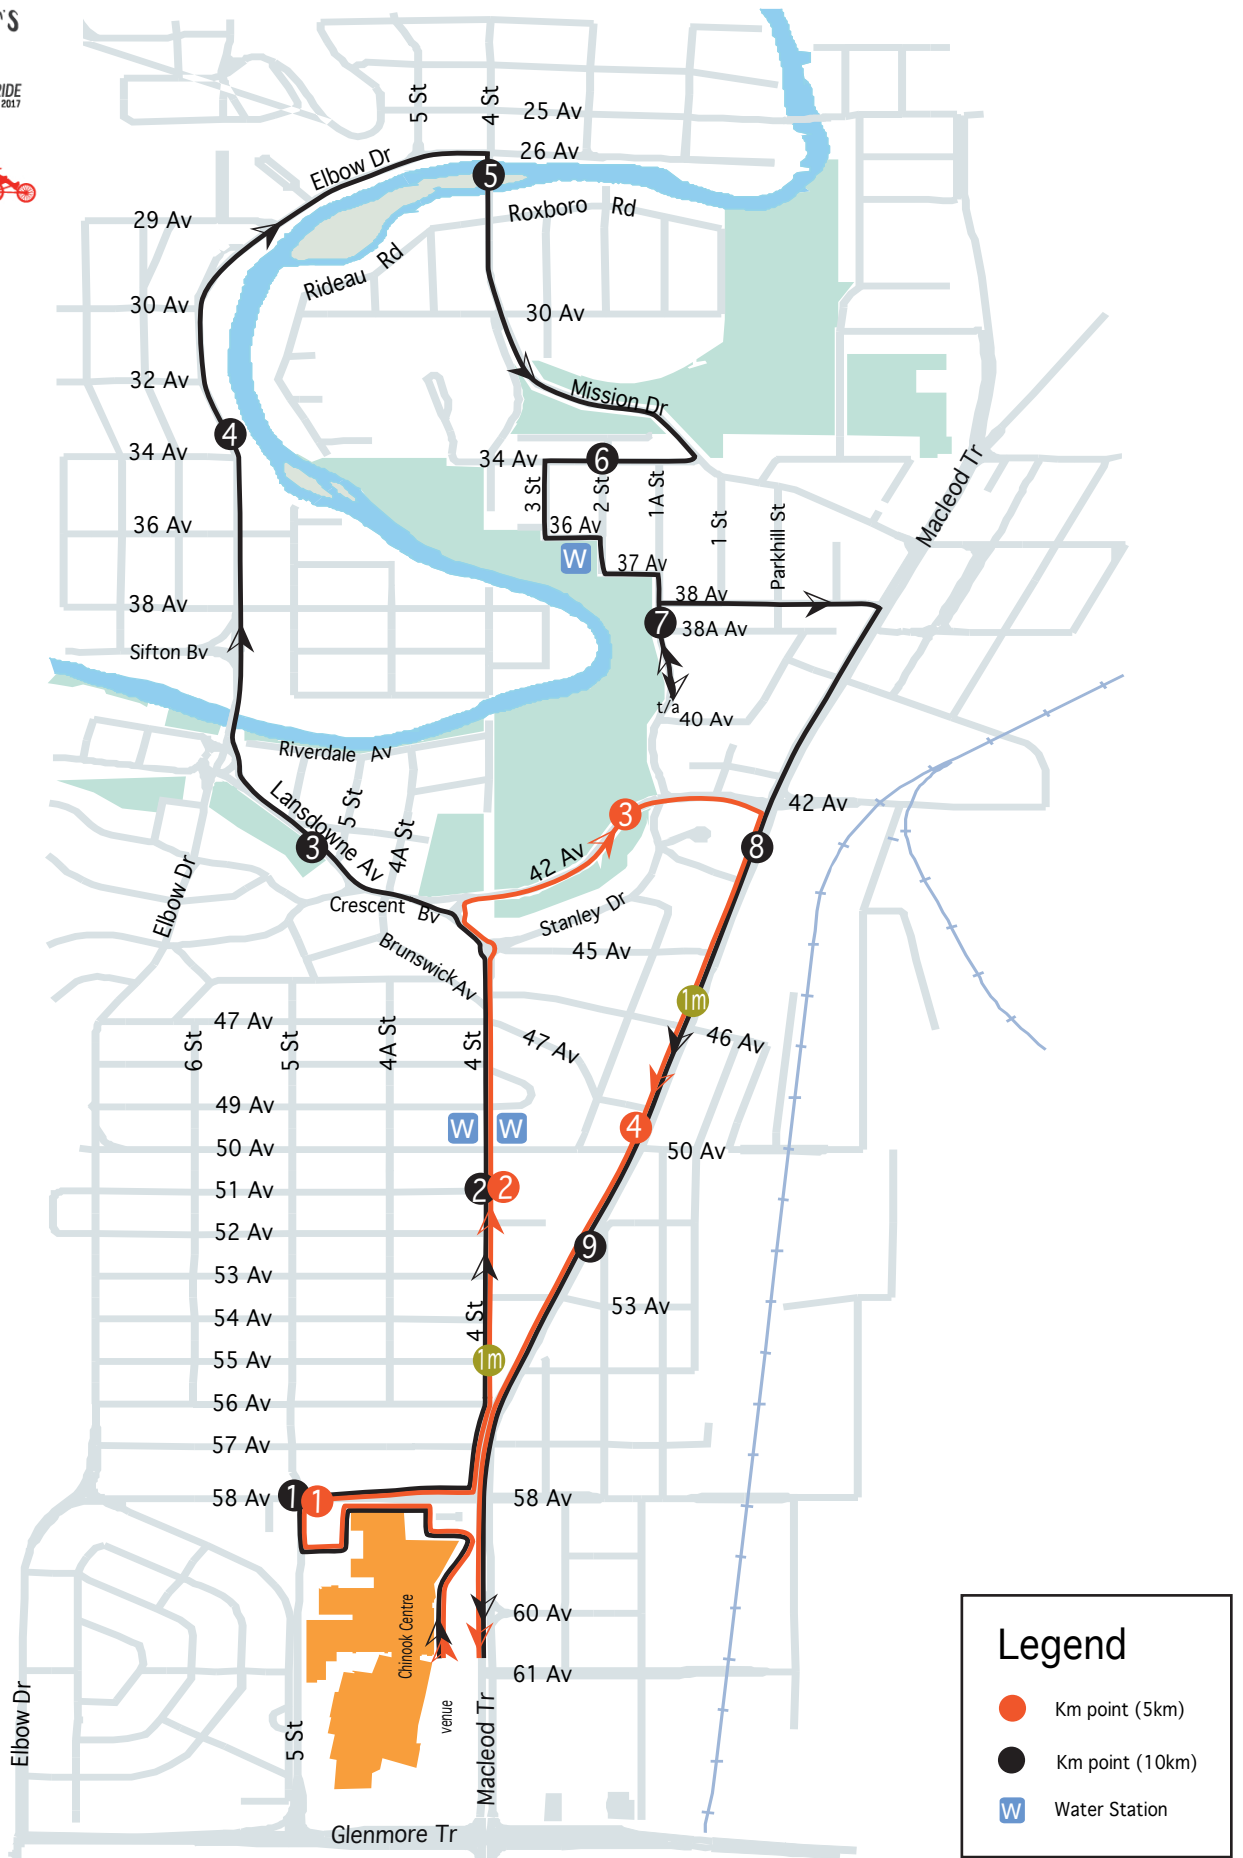 'S
RIDE
2017
5 St
4 St
25 Av
26 Av
Elbow Dr
5
29 Av
Roxboro Rd
Rideau Rd
30 Av
30 Av
32 Av
Mission Dr
4
34 Av
34 Av
6
Macleod Tr
3 St
2 St
1A St
1 St
Parkhill St
36 Av
36 Av
W
37 Av
38 Av
38 Av
7
38A Av
Sifton Bv
t/a
40 Av
Riverdale Av
Lansdowne Av
5 St
4A St
42 Av
3
3
8
42 Av
Elbow Dr
Crescent Bv
Stanley Dr
Brunswick Av
45 Av
1m
47 Av
6 St
5 St
4A St
4 St
47 Av
46 Av
49 Av
W
W
4
50 Av
50 Av
51 Av
2
2
52 Av
9
53 Av
53 Av
54 Av
4 St
55 Av
1m
56 Av
57 Av
58 Av
1
1
58 Av
Chinook Centre
60 Av
61 Av
venue
Elbow Dr
5 St
Macleod Tr
Glenmore Tr
Legend
Km point (5km)
Km point (10km)
W Water Station